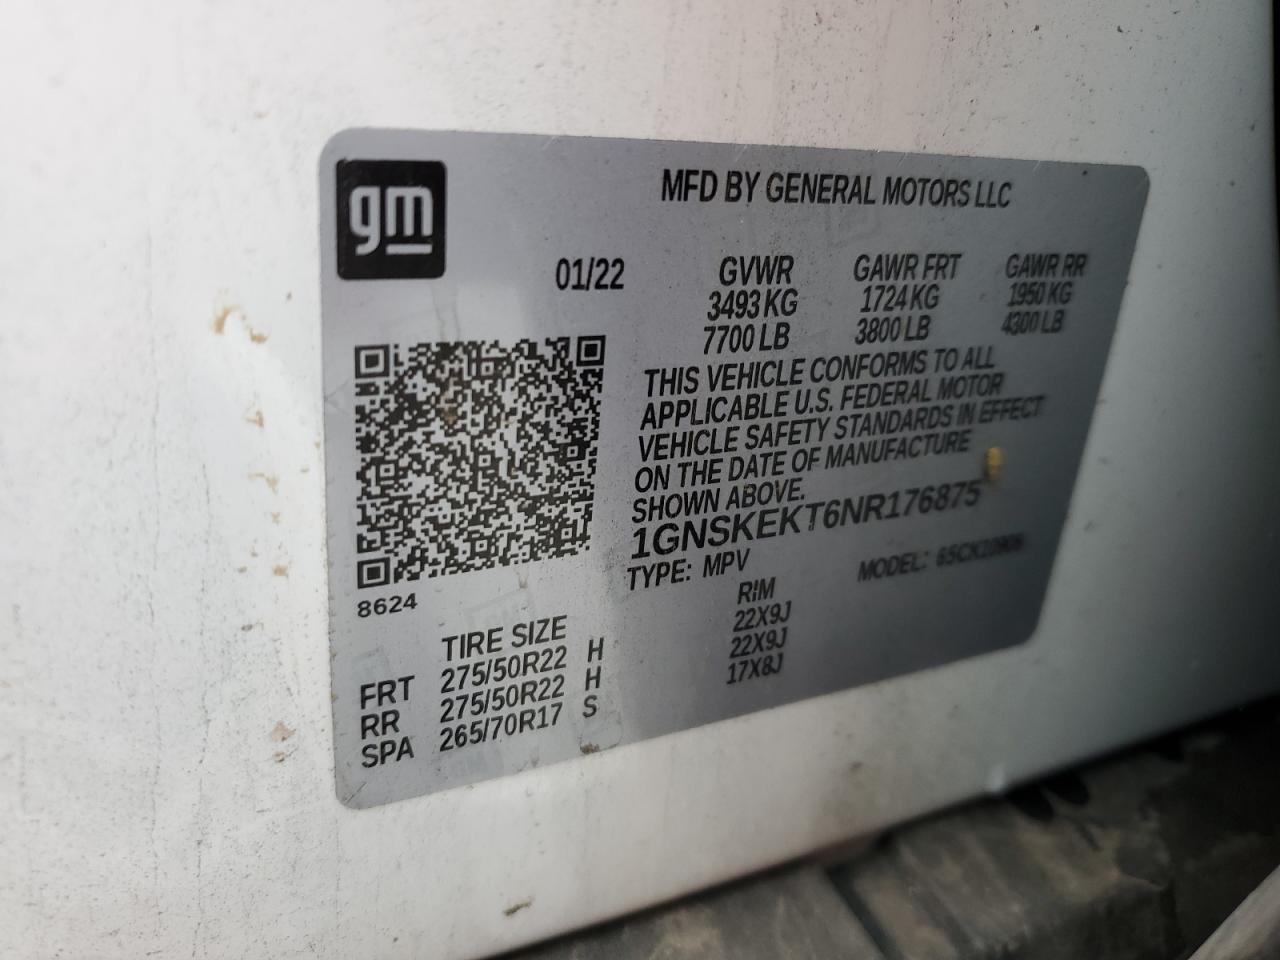 gm
MFD BY GENERAL MOTORS LLC
01/22 GVWR GAWR FRT GAWR RR
3493 KG 1724 KG 1950 KG
7700 LB 3800 LB 4300 LB
THIS VEHICLE CONFORMS TO ALL
APPLICABLE U.S. FEDERAL MOTOR
VEHICLE SAFETY STANDARDS IN EFFECT
ON THE DATE OF MANUFACTURE
SHOWN ABOVE.
1GNSKEKT6NR176875
TYPE: MPV MODEL:
8624
TIRE SIZE RIM
FRT 275/50R22 H 22X9J
RR 275/50R22 H 22X9J
SPA 265/70R17 S 17X8J